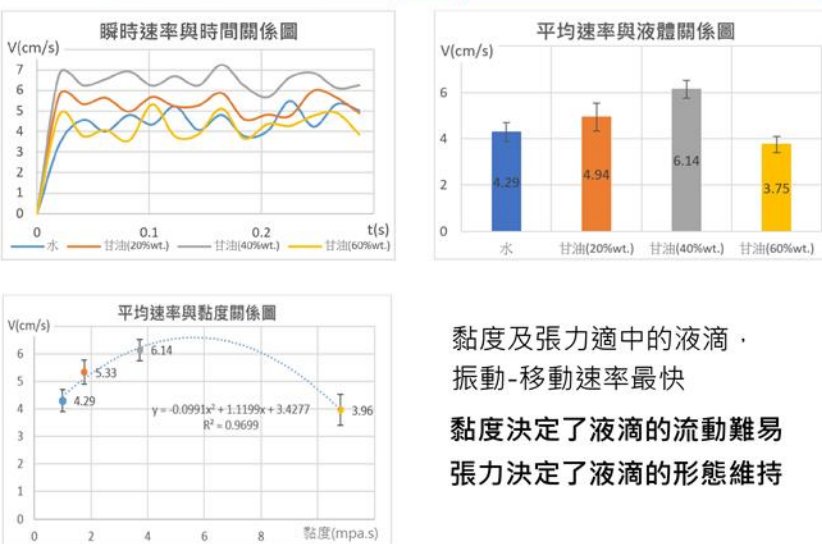 瞬時速率與時間關係圖
V(cm/s)
7
6
5
4
3
2
1
0
0 0.1 0.2 t(s)
水 甘油(20%wt.) 甘油(40%wt.) 甘油(60%wt.)
平均速率與液體關係圖
V(cm/s)
6
4
2
0
4.29 4.94 6.14 3.75
水 甘油(20%wt.) 甘油(40%wt.) 甘油(60%wt.)
平均速率與黏度關係圖
V(cm/s)
6
5
4
3
2
1
0
4.29 5.33 6.14 3.96
y = -0.0991x² + 1.1199x + 3.4277
R² = 0.9699
0 2 4 6 8 黏度(mpa.s)
黏度及張力適中的液滴，
振動-移動速率最快
黏度決定了液滴的流動難易
張力決定了液滴的形態維持